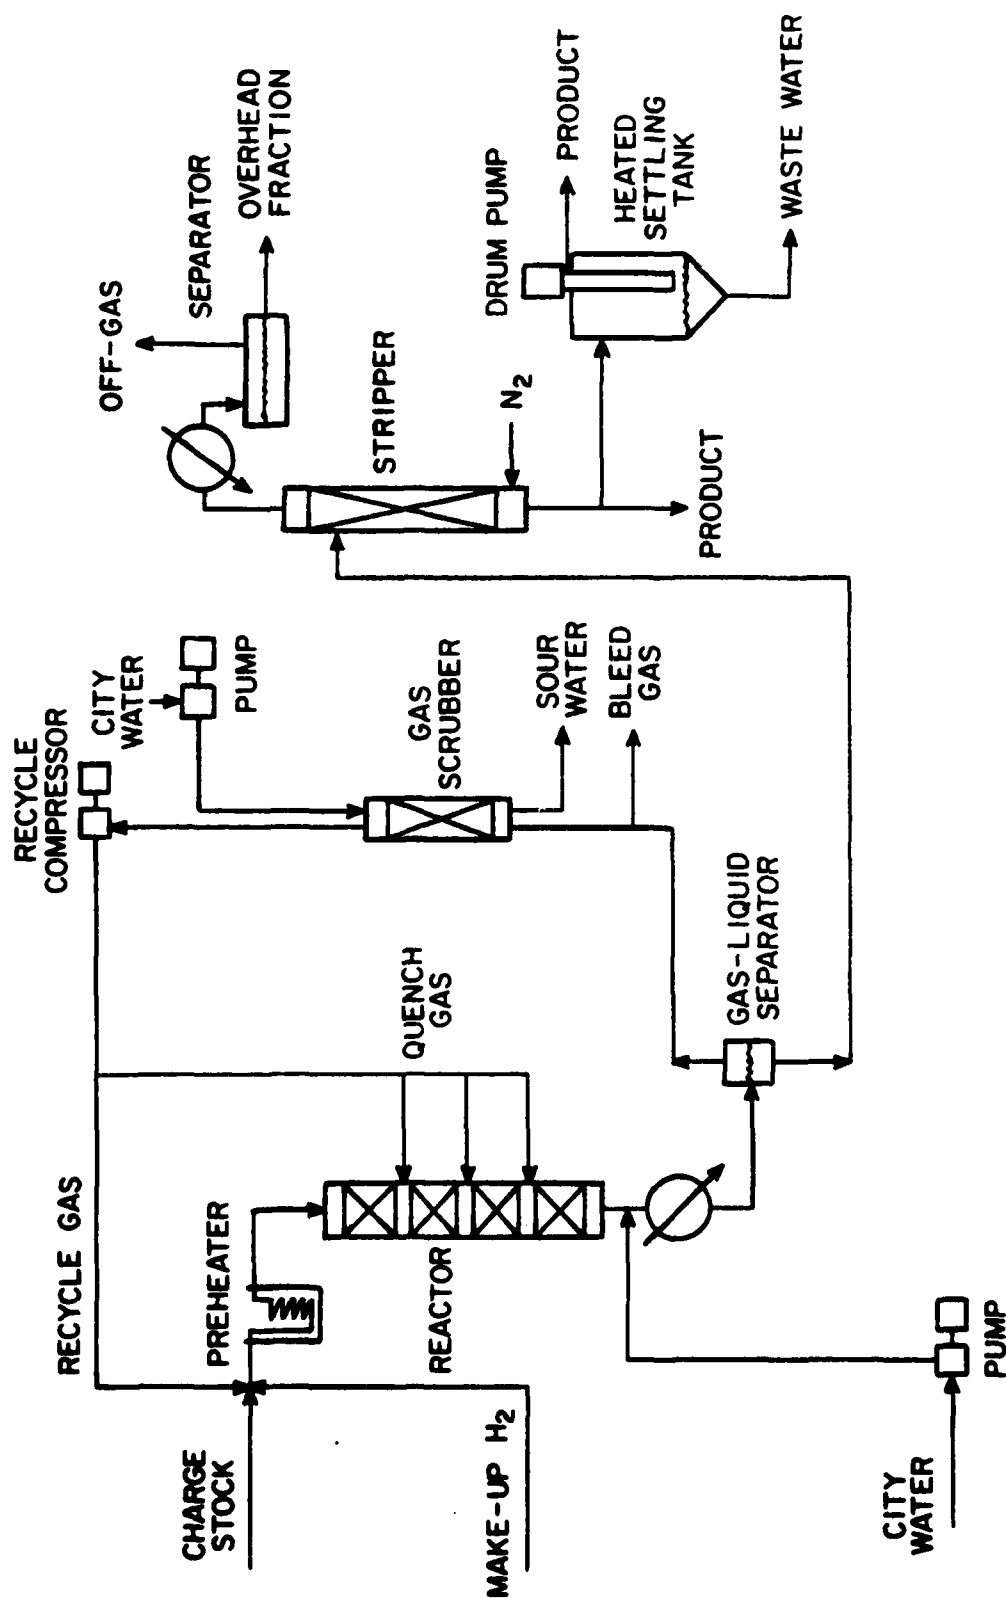 CHARGE
STOCK
MAKE-UP H2
RECYCLE GAS
PREHEATER
REACTOR
CITY
WATER
PUMP
QUENCH
GAS
GAS-LIQUID
SEPARATOR
RECYCLE
COMPRESSOR
CITY
WATER
PUMP
GAS
SCRUBBER
SOUR
WATER
BLEED
GAS
OFF-GAS
SEPARATOR
OVERHEAD
FRACTION
STRIPPER
N2
PRODUCT
DRUM PUMP
PRODUCT
HEATED
SETTLING
TANK
WASTE WATER